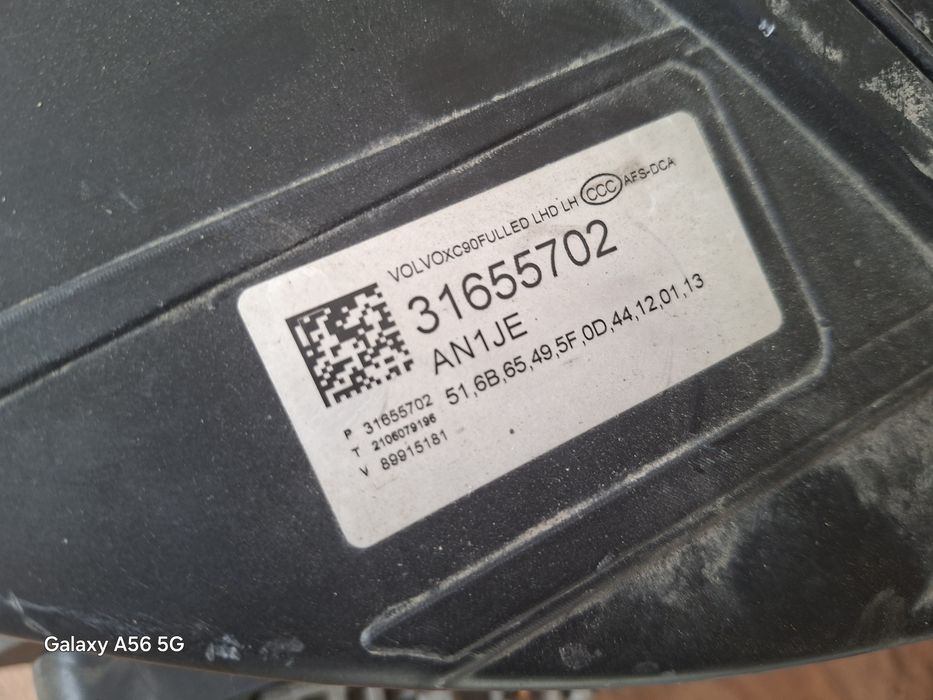 VOLVOXC90FULLED LHD LH CCC AFS-DCA
31655702
AN1JE
51,6B,65,49,5F,0D,44,12,01,13
P 31655702
T 2106079196
V 89915181
Galaxy A56 5G